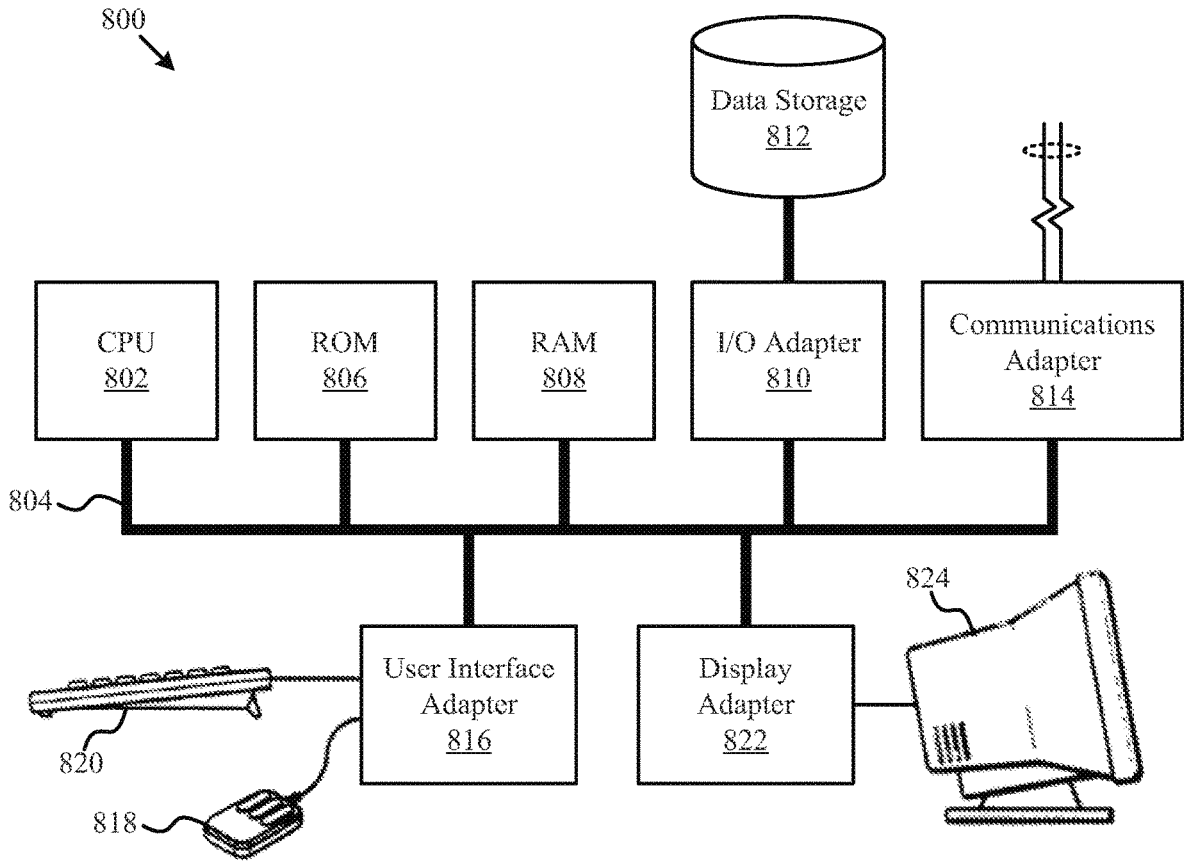 800
Data Storage
812
CPU
802
ROM
806
RAM
808
I/O Adapter
810
Communications
Adapter
814
804
824
User Interface
Adapter
816
Display
Adapter
822
820
818